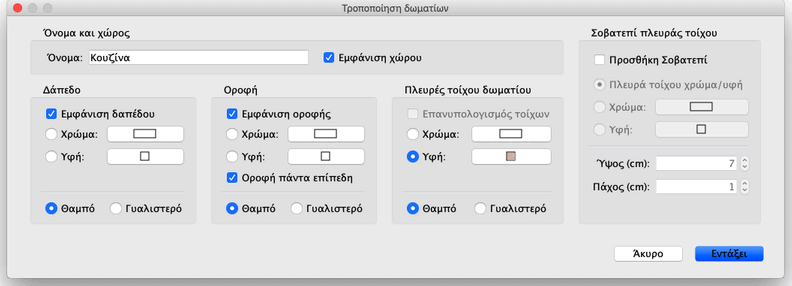 Τροποποίηση δωματίων
Όνομα και χώρος
Όνομα: Κουζίνα
Εμφάνιση χώρου
Δάπεδο
Εμφάνιση δαπέδου
Χρώμα:
Υφή:
Θαμπό Γυαλιστερό
Οροφή
Εμφάνιση οροφής
Χρώμα:
Υφή:
Οροφή πάντα επίπεδη
Θαμπό Γυαλιστερό
Πλευρές τοίχου δωματίου
Επανυπολογισμός τοίχων
Χρώμα:
Υφή:
Θαμπό Γυαλιστερό
Σοβατεπί πλευράς τοίχου
Προσθήκη Σοβατεπί
Πλευρά τοίχου χρώμα/υφή
Χρώμα:
Υφή:
Ύψος (cm): 7
Πάχος (cm): 1
Άκυρο Εντάξει